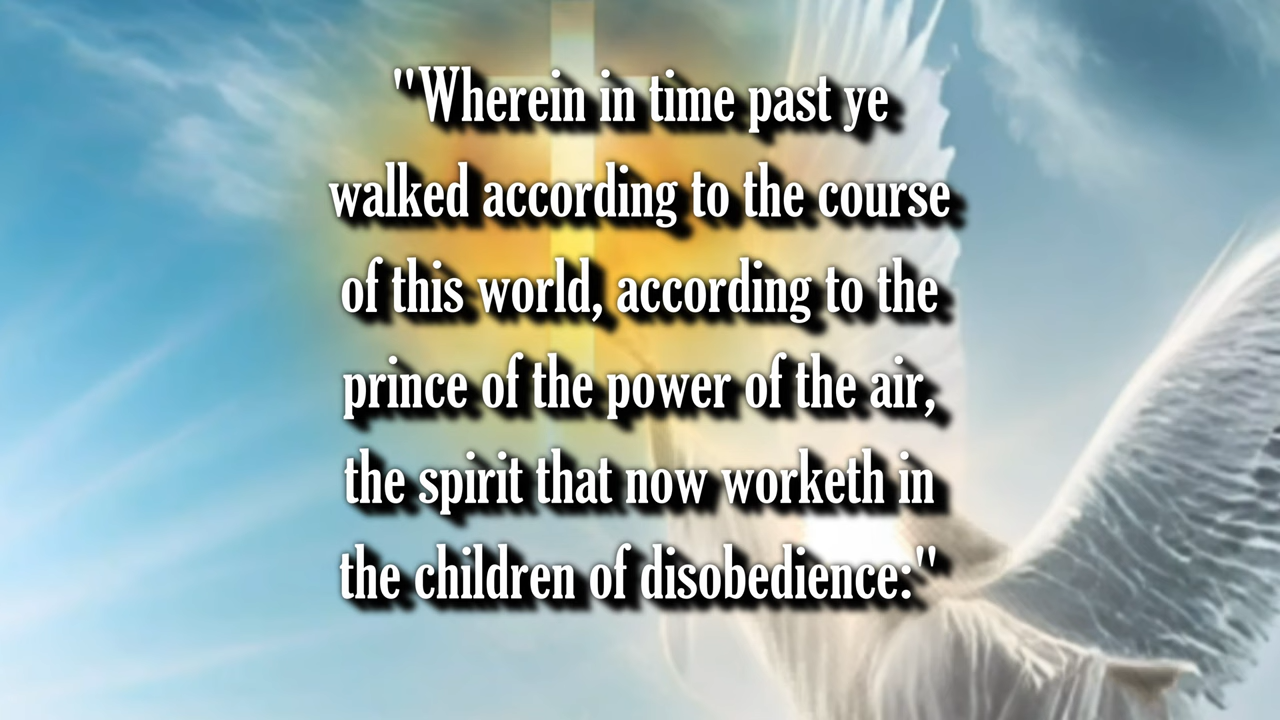 "Wherein in time past ye
walked according to the course
of this world, according to the
prince of the power of the air,
the spirit that now worketh in
the children of disobedience:"